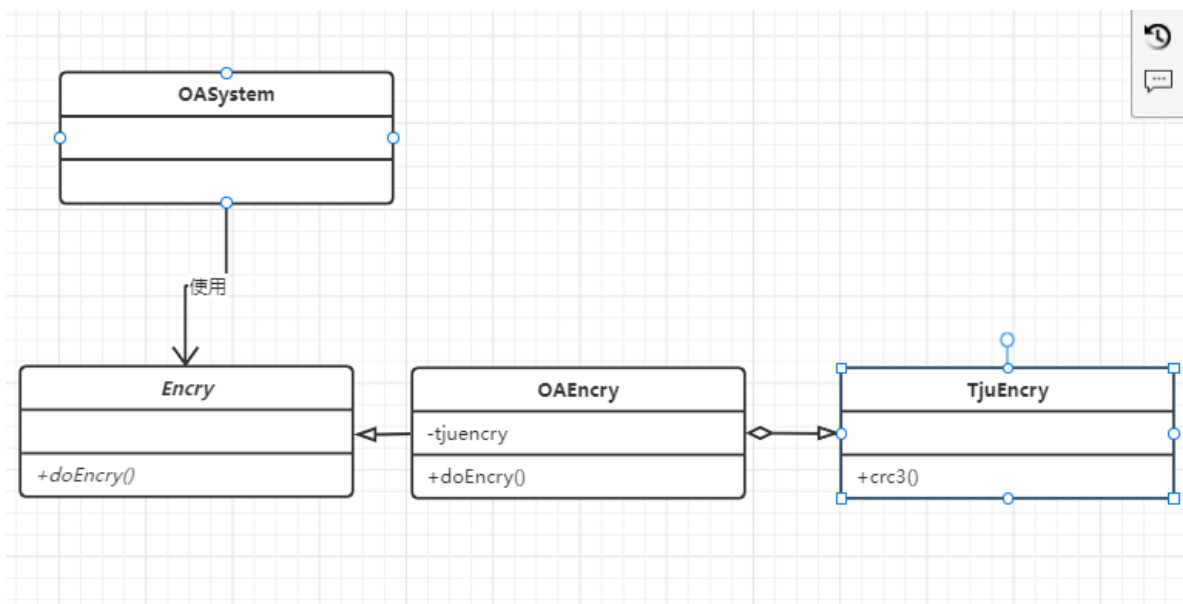 OASystem
使用
Encry
+doEncry()
OAEncry
-tjuencry
+doEncry()
TjuEncry
+crc3()